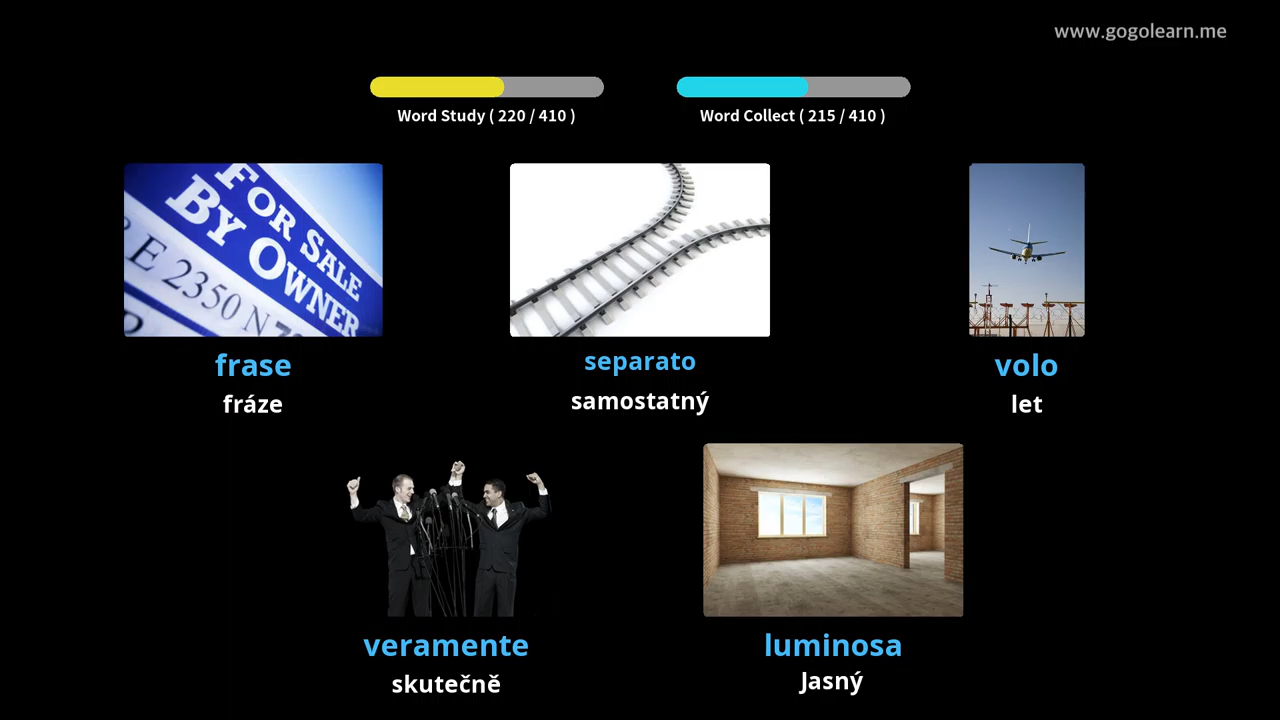 www.gogolearn.me
Word Study ( 220 / 410 )
Word Collect ( 215 / 410 )
FOR SALE
BY OWNER
E 2350 N
frase
fráze
separato
samostatný
volo
let
veramente
skutečně
luminosa
Jasný